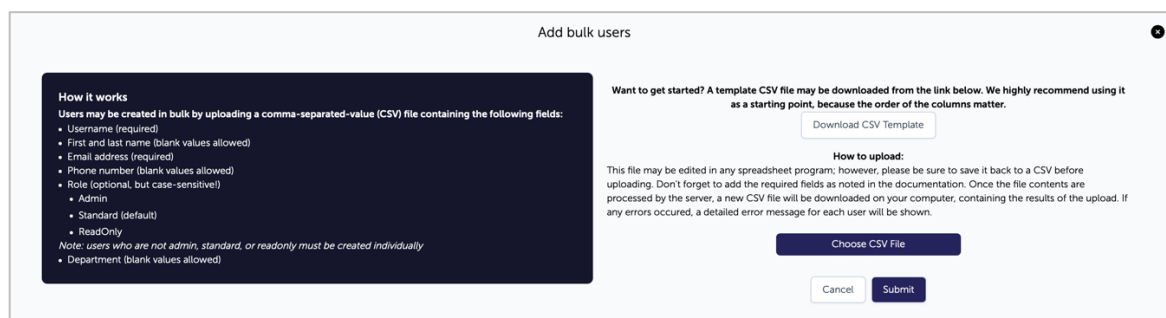 Add bulk users
How it works
Users may be created in bulk by uploading a comma-separated-value (CSV) file containing the following fields:
• Username (required)
• First and last name (blank values allowed)
• Email address (required)
• Phone number (blank values allowed)
• Role (optional, but case-sensitive!)
• Admin
• Standard (default)
• ReadOnly
Note: users who are not admin, standard, or readonly must be created individually
• Department (blank values allowed)
Want to get started? A template CSV file may be downloaded from the link below. We highly recommend using it
as a starting point, because the order of the columns matter.
Download CSV Template
How to upload:
This file may be edited in any spreadsheet program; however, please be sure to save it back to a CSV before
uploading. Don't forget to add the required fields as noted in the documentation. Once the file contents are
processed by the server, a new CSV file will be downloaded on your computer, containing the results of the upload. If
any errors occured, a detailed error message for each user will be shown.
Choose CSV File
Cancel
Submit